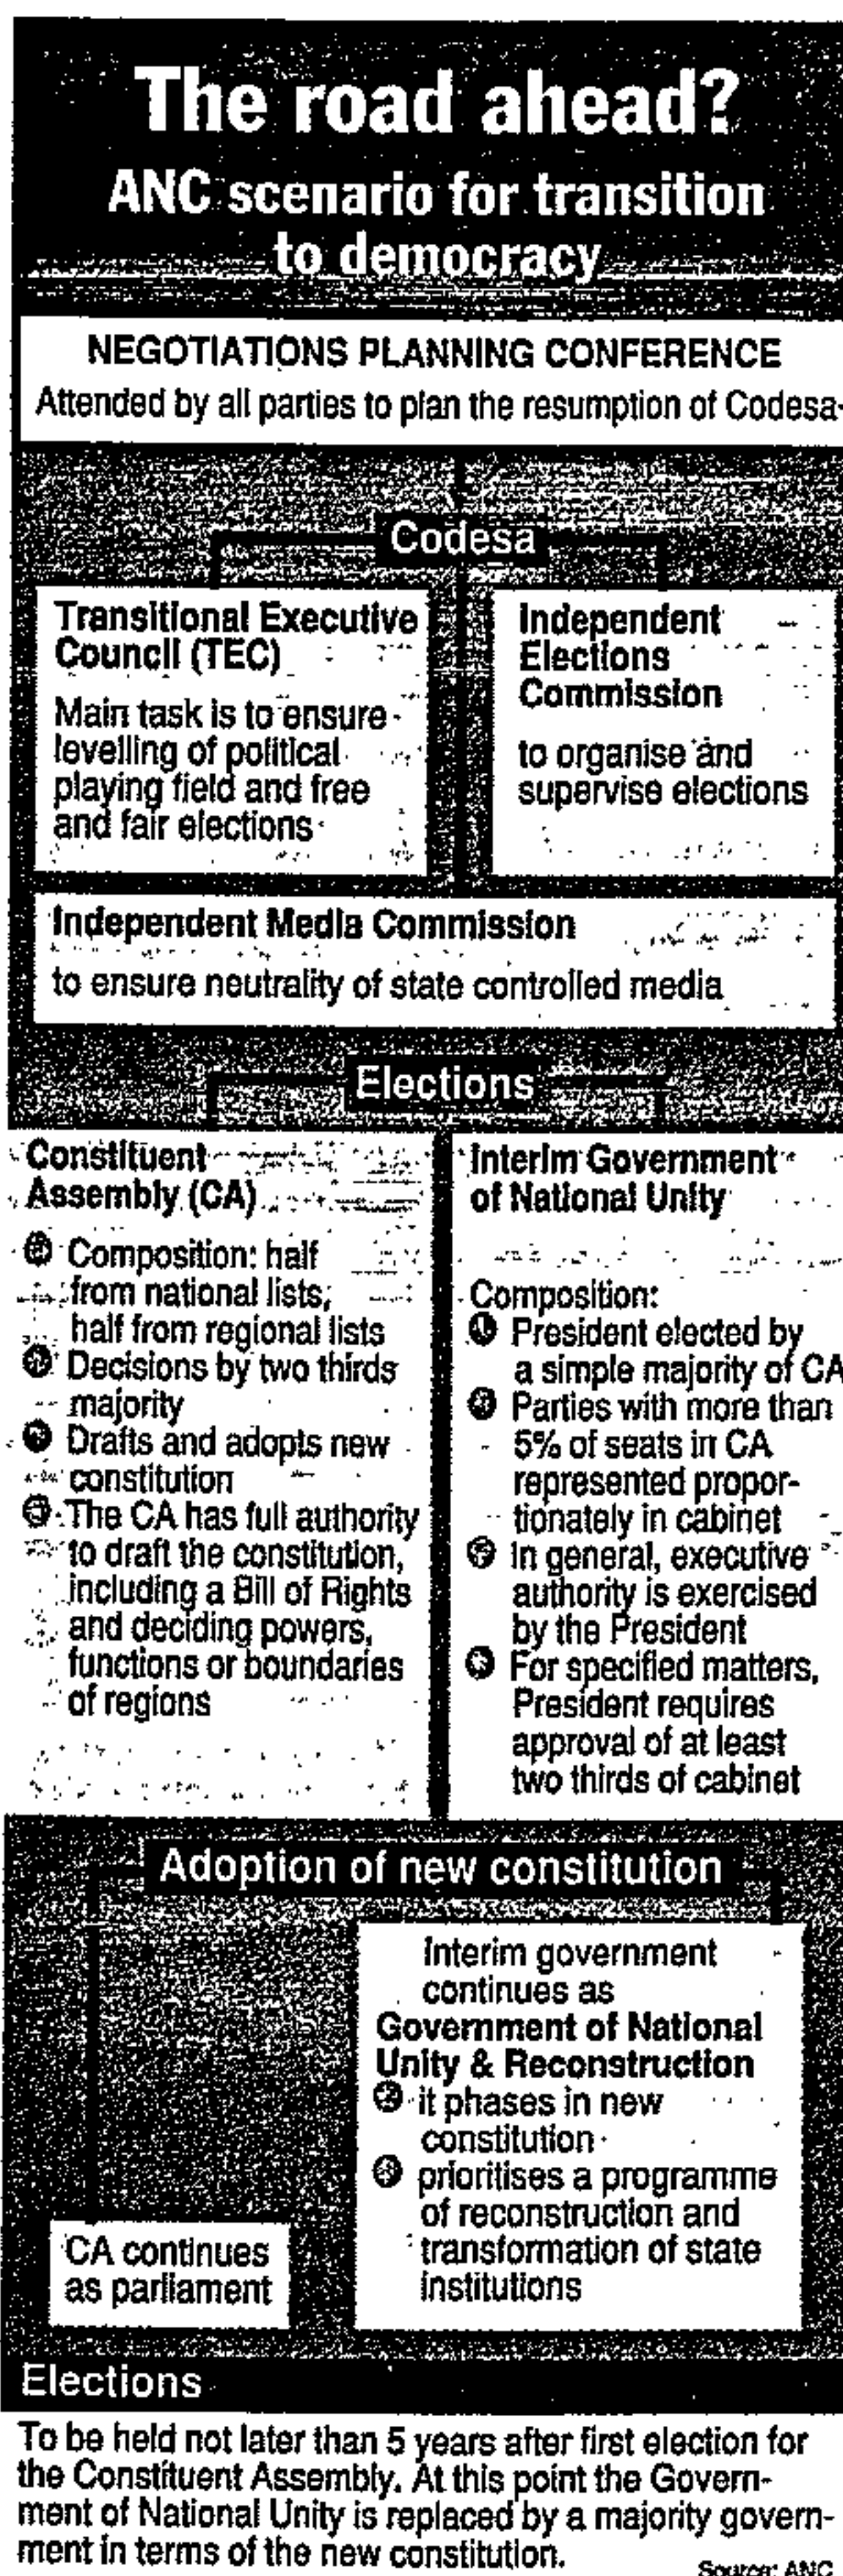 The road ahead?
ANC scenario for transition
to democracy
NEGOTIATIONS PLANNING CONFERENCE
Attended by all parties to plan the resumption of Codesa
Codesa
Transitional Executive
Council (TEC)
Main task is to ensure
levelling of political
playing field and free
and fair elections
Independent
Elections
Commission
to organise and
supervise elections
Independent Media Commission
to ensure neutrality of state controlled media
Elections
Constituent
Assembly (CA)
Composition: half
from national lists,
half from regional lists
Decisions by two thirds
majority
Drafts and adopts new
constitution
The CA has full authority
to draft the constitution,
including a Bill of Rights
and deciding powers,
functions or boundaries
of regions
Interim Government
of National Unity
Composition:
President elected by
a simple majority of CA
Parties with more than
5% of seats in CA
represented propor-
tionately in cabinet
In general, executive
authority is exercised
by the President
For specified matters,
President requires
approval of at least
two thirds of cabinet
Adoption of new constitution
CA continues
as parliament
Interim government
continues as
Government of National
Unity & Reconstruction
it phases in new
constitution
prioritises a programme
of reconstruction and
transformation of state
institutions
Elections
To be held not later than 5 years after first election for
the Constituent Assembly. At this point the Govern-
ment of National Unity is replaced by a majority govern-
ment in terms of the new constitution.
Source: ANC